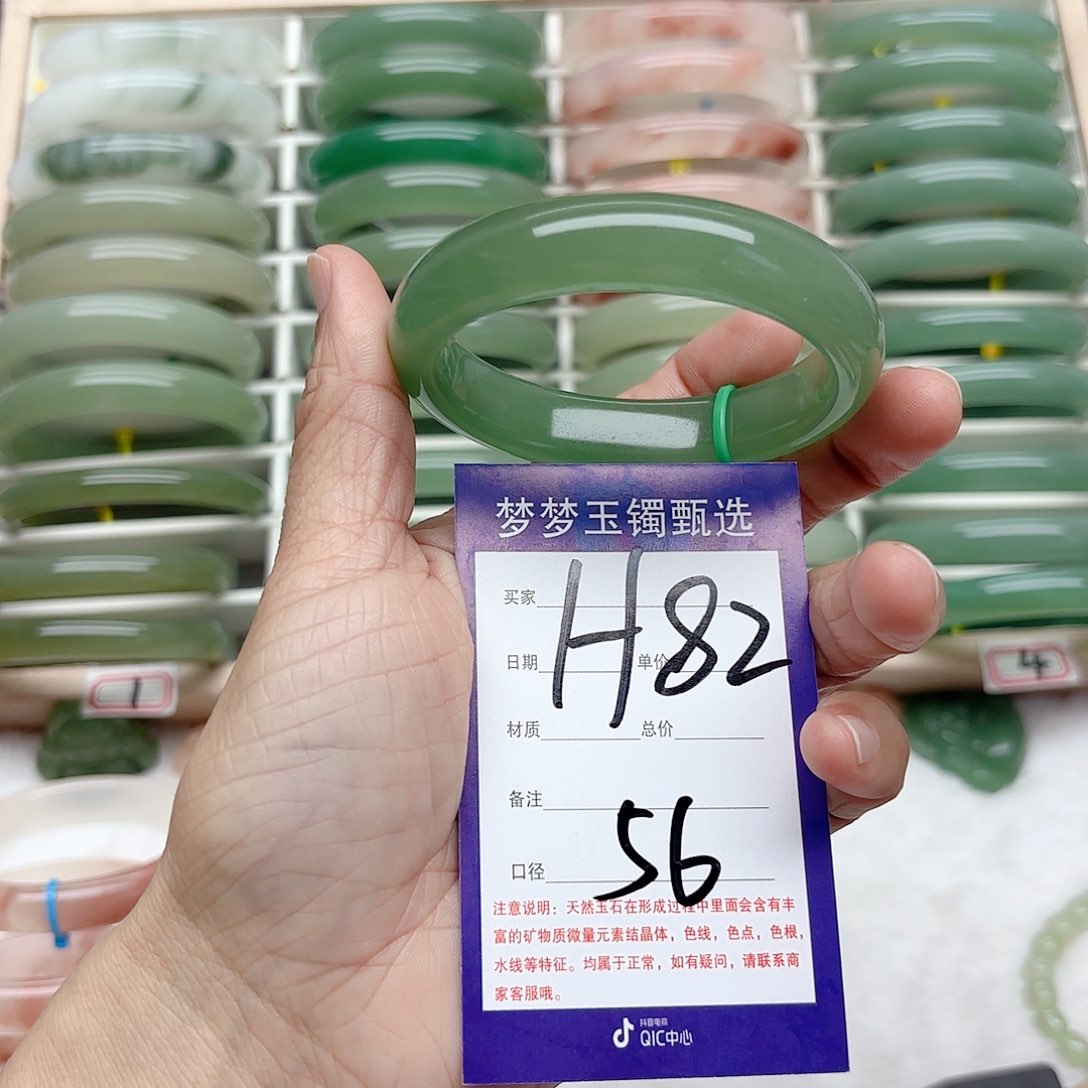 梦梦玉镯甄选
买家
H82
日期 单价
材质 总价
备注
口径 56
注意说明：天然玉石在形成过程中里面会含有丰
富的矿物质微量元素结晶体，色线，色点，色根，
水线等特征。均属于正常，如有疑问，请联系商
家客服哦。
抖音电商
QIC中心
1
4